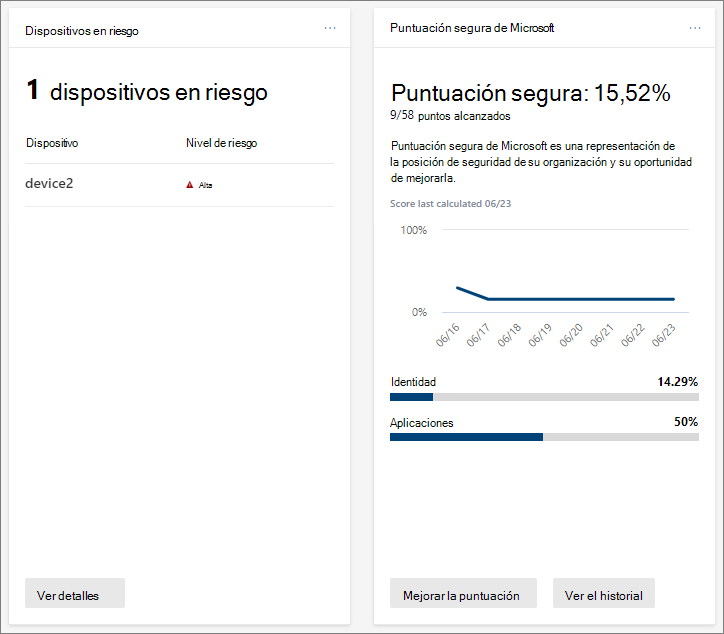 Dispositivos en riesgo
...
1 dispositivos en riesgo
Dispositivo Nivel de riesgo
device2 Alta
Ver detalles
Puntuación segura de Microsoft
...
Puntuación segura: 15,52%
9/58 puntos alcanzados
Puntuación segura de Microsoft es una representación de
la posición de seguridad de su organización y su oportunidad
de mejorarla.
Score last calculated 06/23
100%
0%
06/16 06/17 06/18 06/19 06/20 06/21 06/22 06/23
Identidad 14.29%
Aplicaciones 50%
Mejorar la puntuación Ver el historial